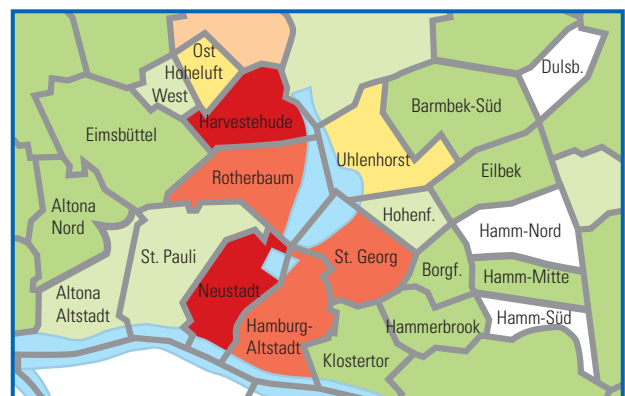 Ost
Hoheluft
West
Dulsb.
Harvestehude
Barmbek-Süd
Eimsbüttel
Uhlenhorst
Rotherbaum
Eilbek
Altona
Nord
Hohenf.
Hamm-Nord
St. Pauli
St. Georg
Borgf.
Hamm-Mitte
Altona
Altstadt
Neustadt
Hamburg-
Altstadt
Hammerbrook
Hamm-Süd
Klostertor